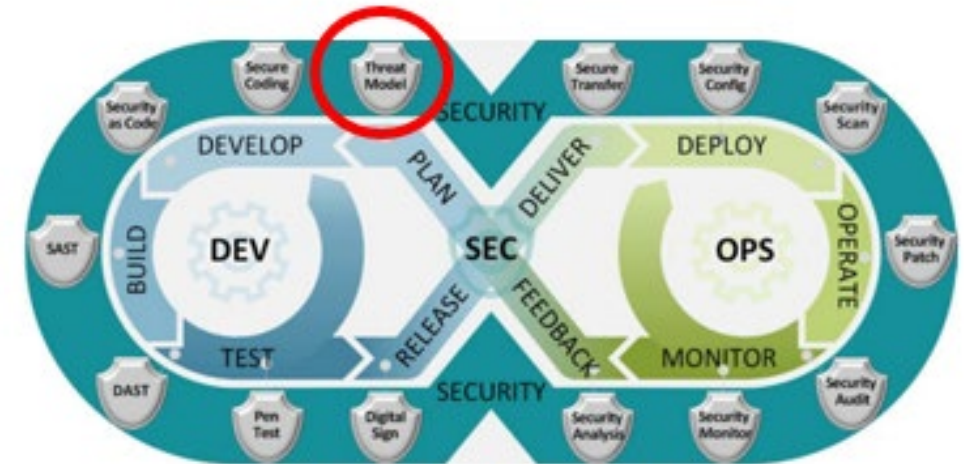 Secure
Coding
Threat
Model
Secure
Transfer
Security
Config
Security
as Code
Security
Scan
SECURITY
DEVELOP
PLAN
DELIVER
DEPLOY
SAST
BUILD
DEV
SEC
OPS
OPERATE
Security
Patch
TEST
RELEASE
FEEDBACK
MONITOR
DAST
SECURITY
Security
Audit
Pen
Test
Digital
Sign
Security
Analysis
Security
Monitor